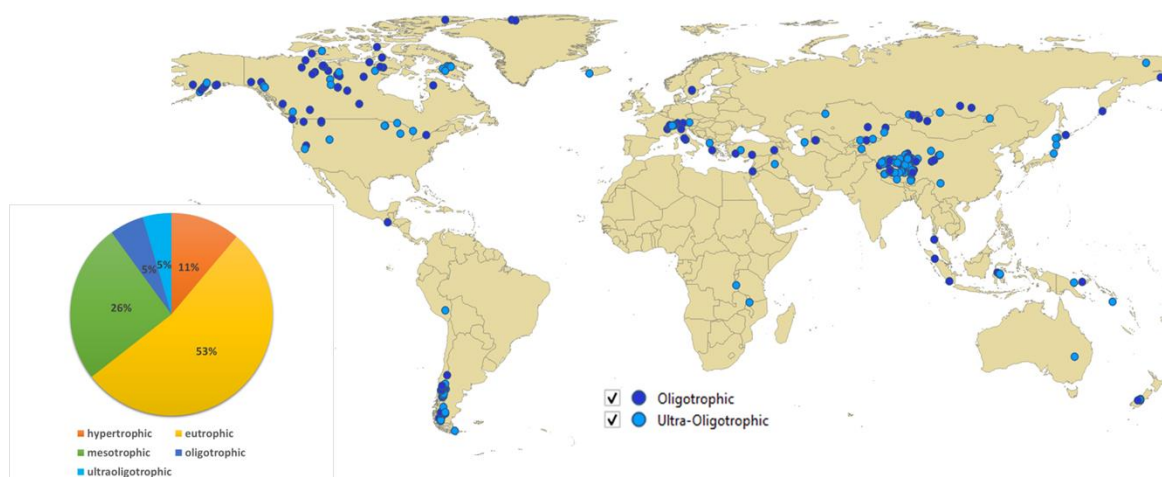 5%
5%
11%
26%
53%
hypertrophic
eutrophic
mesotrophic
oligotrophic
ultraoligotrophic
Oligotrophic
Ultra-Oligotrophic